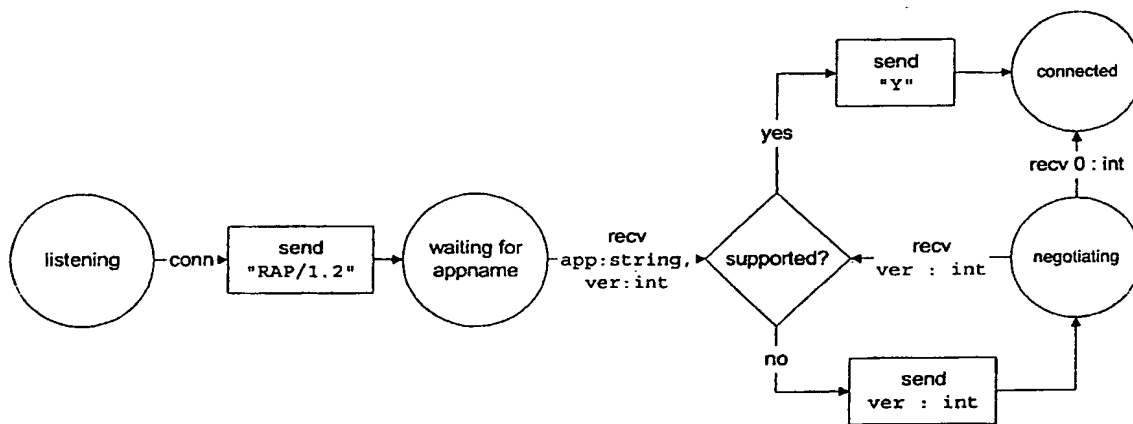 send
"Y"
connected
yes
recv 0 : int
listening
conn
send
"RAP/1.2"
waiting for
appname
recv
app:string,
ver:int
supported?
recv
ver : int
negotiating
no
send
ver : int